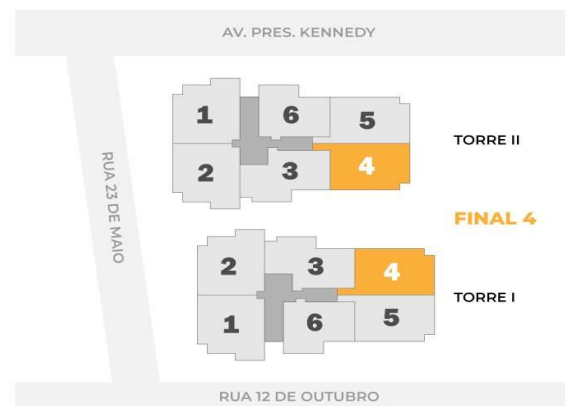 AV. PRES. KENNEDY
RUA 23 DE MAIO
1
6
5
2
3
4
TORRE II
FINAL 4
2
3
4
1
6
5
TORRE I
RUA 12 DE OUTUBRO